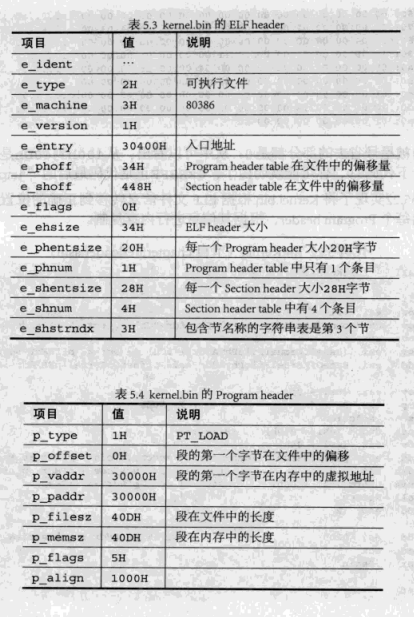 表 5.3 kernel.bin 的 ELF header
项目 值 说明
e_ident ···
e_type 2H 可执行文件
e_machine 3H 80386
e_version 1H
e_entry 30400H 入口地址
e_phoff 34H Program header table 在文件中的偏移量
e_shoff 448H Section header table 在文件中的偏移量
e_flags 0H
e_ehsize 34H ELF header 大小
e_phentsize 20H 每一个 Program header 大小20H字节
e_phnum 1H Program header table 中只有 1 个条目
e_shentsize 28H 每一个 Section header 大小28H字节
e_shnum 4H Section header table 中有 4 个条目
e_shstrndx 3H 包含节名称的字符串表是第 3 个节
表 5.4 kernel.bin 的 Program header
项目 值 说明
p_type 1H PT_LOAD
p_offset 0H 段的第一个字节在文件中的偏移
p_vaddr 30000H 段的第一个字节在内存中的虚拟地址
p_paddr 30000H
p_filesz 40DH 段在文件中的长度
p_memsz 40DH 段在内存中的长度
p_flags 5H
p_align 1000H